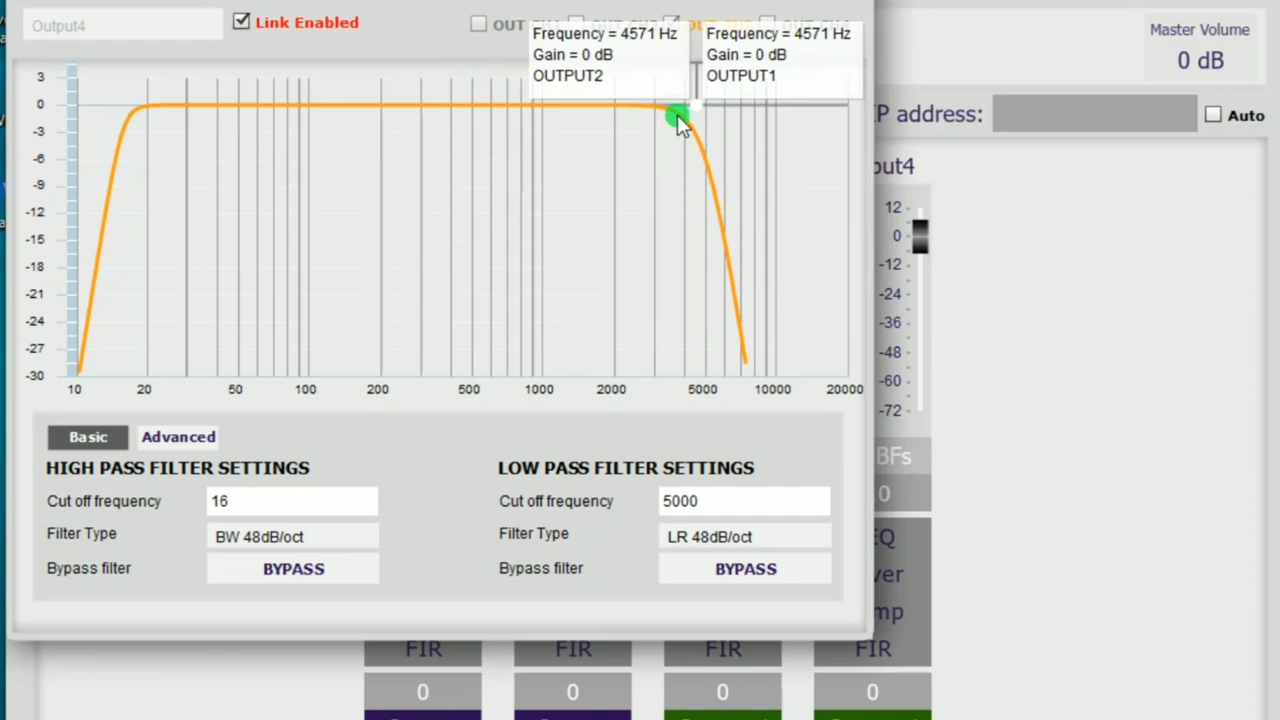 Output4
Link Enabled
OUT
Frequency = 4571 Hz
Gain = 0 dB
OUTPUT2
Frequency = 4571 Hz
Gain = 0 dB
OUTPUT1
Master Volume
0 dB
IP address:
Auto
3
0
-3
-6
-9
-12
-15
-18
-21
-24
-27
-30
10
20
50
100
200
500
1000
2000
5000
10000
20000
put4
12
0
-12
-24
-36
-48
-60
-72
BFs
0
EQ
ver
mp
Basic
Advanced
HIGH PASS FILTER SETTINGS
Cut off frequency
16
Filter Type
BW 48dB/oct
Bypass filter
BYPASS
LOW PASS FILTER SETTINGS
Cut off frequency
5000
Filter Type
LR 48dB/oct
Bypass filter
BYPASS
FIR
FIR
FIR
FIR
0
0
0
0